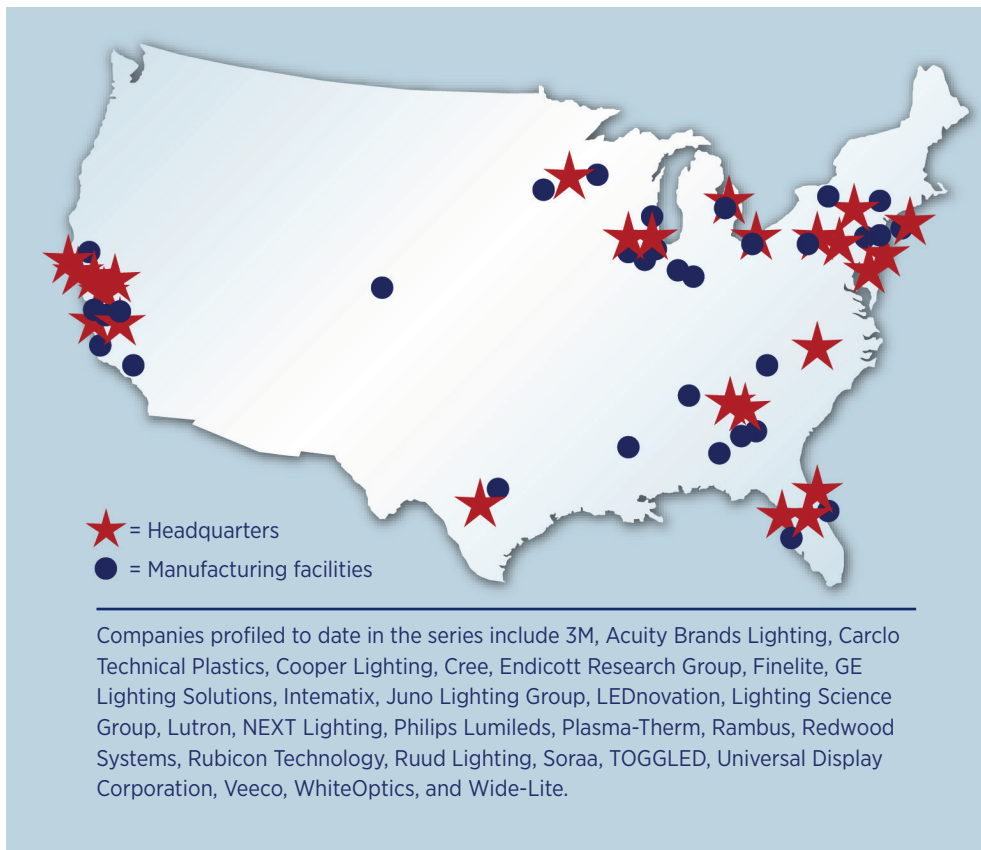 = Headquarters
= Manufacturing facilities
Companies profiled to date in the series include 3M, Acuity Brands Lighting, Carclo
Technical Plastics, Cooper Lighting, Cree, Endicott Research Group, Finelite, GE
Lighting Solutions, Intematix, Juno Lighting Group, LEDnovation, Lighting Science
Group, Lutron, NEXT Lighting, Philips Lumileds, Plasma-Therm, Rambus, Redwood
Systems, Rubicon Technology, Ruud Lighting, Soraa, TOGGLED, Universal Display
Corporation, Veeco, WhiteOptics, and Wide-Lite.